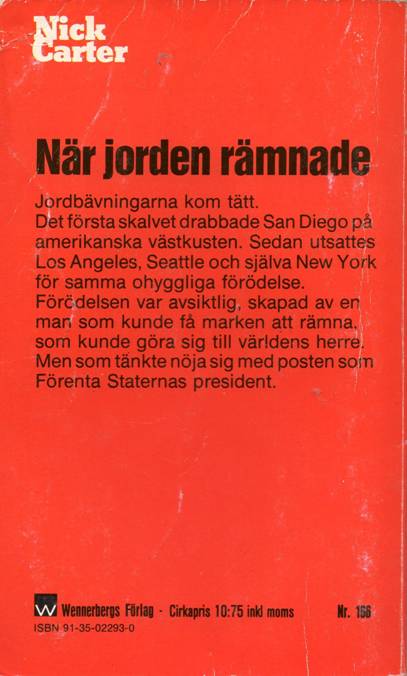 Nick
Carter
När jorden rämnade
Jordbävningarna kom tätt.
Det första skalvet drabbade San Diego på
amerikanska västkusten. Sedan utsattes
Los Angeles, Seattle och själva New York
för samma ohyggliga förödelse.
Förödelsen var avsiktlig, skapad av en
man som kunde få marken att rämna,
som kunde göra sig till världens herre.
Men som tänkte nöja sig med posten som
Förenta Staternas president.
W Wennerbergs Förlag · Cirkapris 10:75 inkl moms Nr.
ISBN 91-35-02293-0